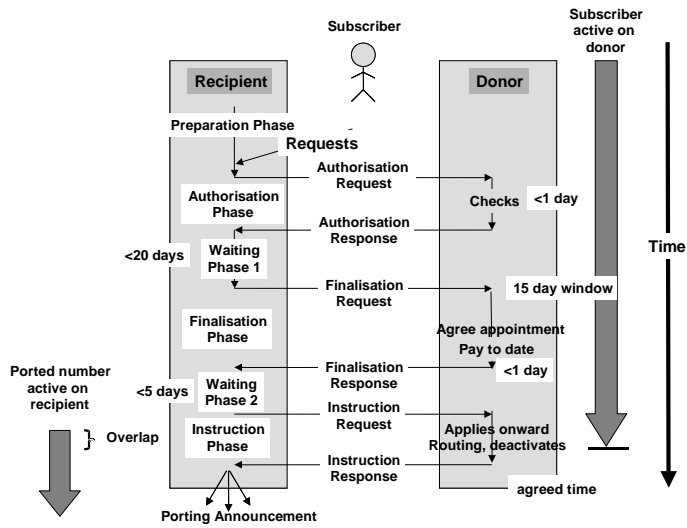 Subscriber
Subscriber
active on
donor
Recipient
Donor
Preparation Phase
Requests
Authorisation
Request
Authorisation
Phase
Checks
<1 day
Authorisation
Response
<20 days
Waiting
Phase 1
Time
Finalisation
Request
15 day window
Finalisation
Phase
Agree appointment
Pay to date
Finalisation
Response
<1 day
Ported number
active on
recipient
<5 days
Waiting
Phase 2
Instruction
Request
Overlap
Instruction
Phase
Applies onward
Routing, deactivates
Instruction
Response
agreed time
Porting Announcement